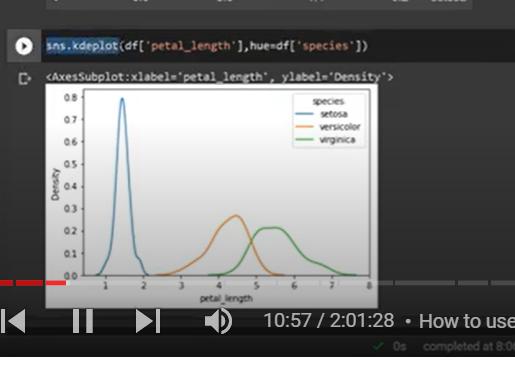 sns.kdeplot(df['petal_length'],hue=df['species'])
<AxesSubplot:xlabel='petal_length', ylabel='Density'>
species
setosa
versicolor
virginica
Density
0.8
0.7
0.6
0.5
0.4
0.3
0.2
0.1
0.0
1 2 3 4 5 6 7 8
petal_length
10:57 / 2:01:28 • How to use
0s completed at 8:0